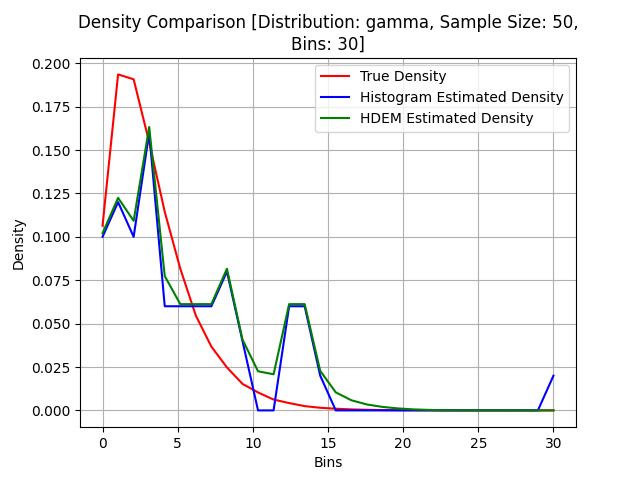 Density Comparison [Distribution: gamma, Sample Size: 50,
Bins: 30]
True Density
Histogram Estimated Density
HDEM Estimated Density
Density
0.200
0.175
0.150
0.125
0.100
0.075
0.050
0.025
0.000
0 5 10 15 20 25 30
Bins